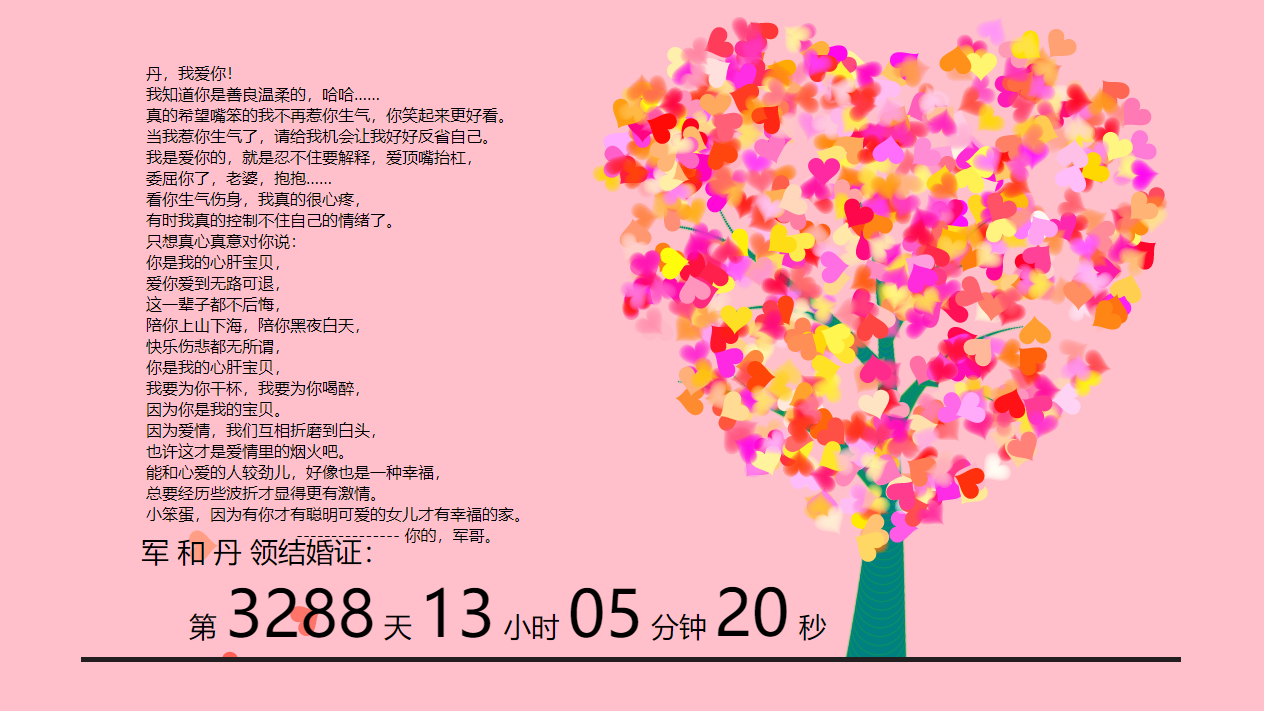 丹，我爱你！
我知道你是善良温柔的，哈哈......
真的希望嘴笨的我不再惹你生气，你笑起来更好看。
当我惹你生气了，请给我机会让我好好反省自己。
我是爱你的，就是忍不住要解释，爱顶嘴抬杠，
委屈你了，老婆，抱抱......
看你生气伤身，我真的很心疼，
有时我真的控制不住自己的情绪了。
只想真心真意对你说：
你是我的心肝宝贝，
爱你爱到无路可退，
这一辈子都不后悔，
陪你上山下海，陪你黑夜白天，
快乐伤悲都无所谓，
你是我的心肝宝贝，
我要为你干杯，我要为你喝醉，
因为你是我的宝贝。
因为爱情，我们互相折磨到白头，
也许这才是爱情里的烟火吧。
能和心爱的人较劲儿，好像也是一种幸福，
总要经历些波折才显得更有激情。
小笨蛋，因为有你才有聪明可爱的女儿才有幸福的家。
--------------- 你的，军哥。
军 和 丹 领结婚证：
第 3288 天 13 小时 05 分钟 20 秒